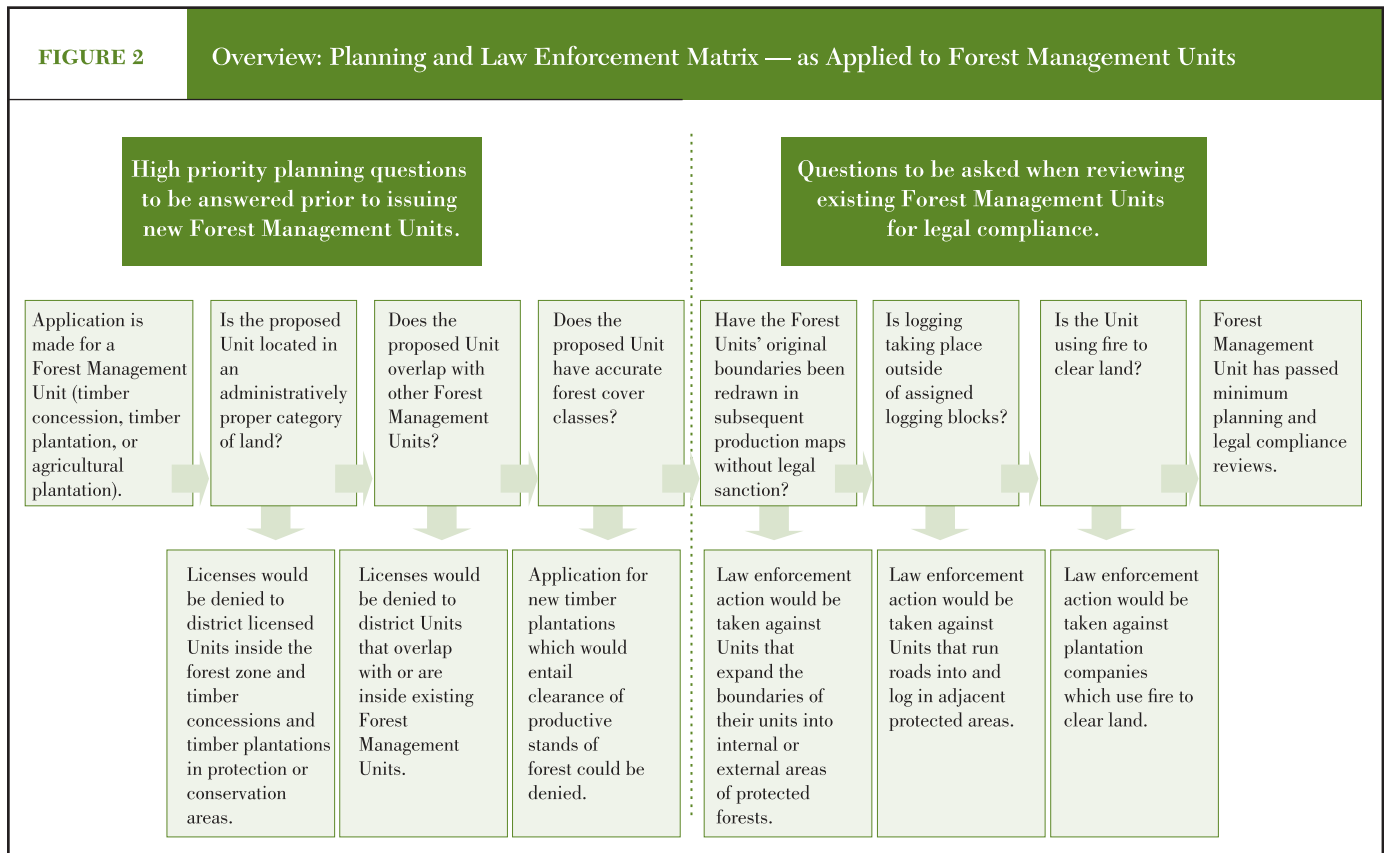 FIGURE 2
Overview: Planning and Law Enforcement Matrix — as Applied to Forest Management Units
High priority planning questions
to be answered prior to issuing
new Forest Management Units.
Questions to be asked when reviewing
existing Forest Management Units
for legal compliance.
Application is
made for a
Forest Management
Unit (timber
concession, timber
plantation, or
agricultural
plantation).
Is the proposed
Unit located in
an
administratively
proper category
of land?
Does the
proposed Unit
overlap with
other Forest
Management
Units?
Does the
proposed Unit
have accurate
forest cover
classes?
Have the Forest
Units’ original
boundaries been
redrawn in
subsequent
production maps
without legal
sanction?
Is logging
taking place
outside
of assigned
logging blocks?
Is the Unit
using fire to
clear land?
Forest
Management
Unit has passed
minimum
planning and
legal compliance
reviews.
Licenses would
be denied to
district licensed
Units inside the
forest zone and
timber
concessions and
timber plantations
in protection or
conservation
areas.
Licenses would
be denied to
district Units
that overlap
with or are
inside existing
Forest
Management
Units.
Application for
new timber
plantations
which would
entail
clearance of
productive
stands of
forest could be
denied.
Law enforcement
action would be
taken against
Units that
expand the
boundaries of
their units into
internal or
external areas
of protected
forests.
Law enforcement
action would be
taken against
Units that run
roads into and
log in adjacent
protected areas.
Law enforcement
action would be
taken against
plantation
companies
which use fire to
clear land.